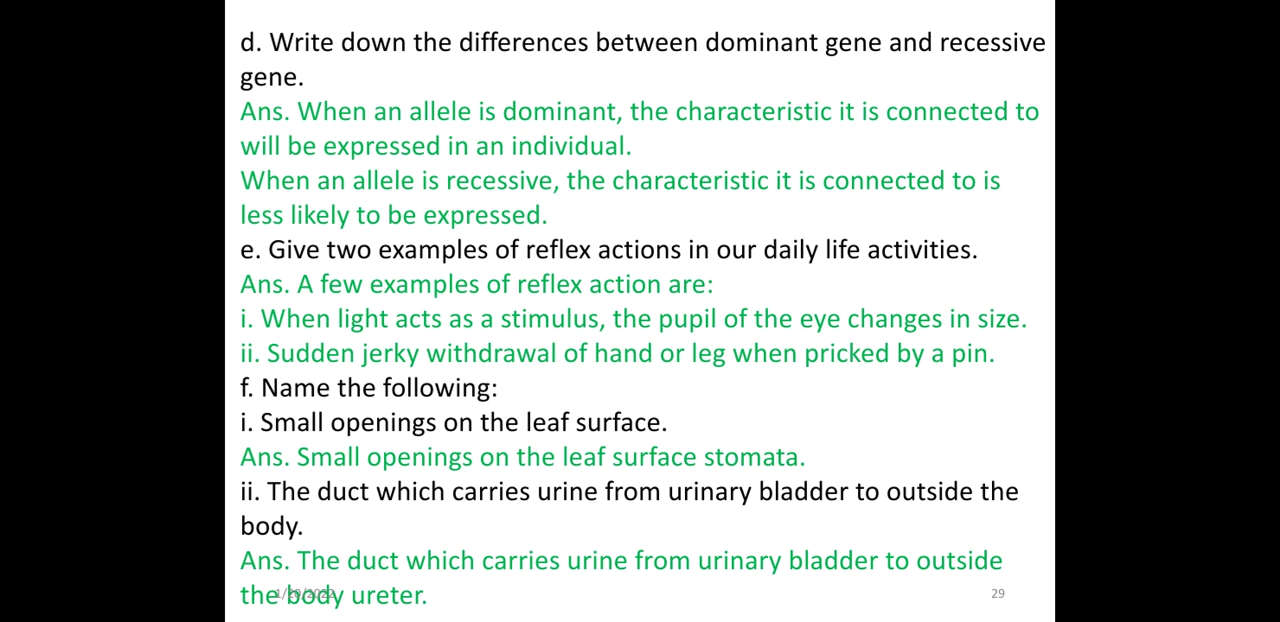 d. Write down the differences between dominant gene and recessive
gene.
Ans. When an allele is dominant, the characteristic it is connected to
will be expressed in an individual.
When an allele is recessive, the characteristic it is connected to is
less likely to be expressed.
e. Give two examples of reflex actions in our daily life activities.
Ans. A few examples of reflex action are:
i. When light acts as a stimulus, the pupil of the eye changes in size.
ii. Sudden jerky withdrawal of hand or leg when pricked by a pin.
f. Name the following:
i. Small openings on the leaf surface.
Ans. Small openings on the leaf surface stomata.
ii. The duct which carries urine from urinary bladder to outside the
body.
Ans. The duct which carries urine from urinary bladder to outside
the body ureter.
29